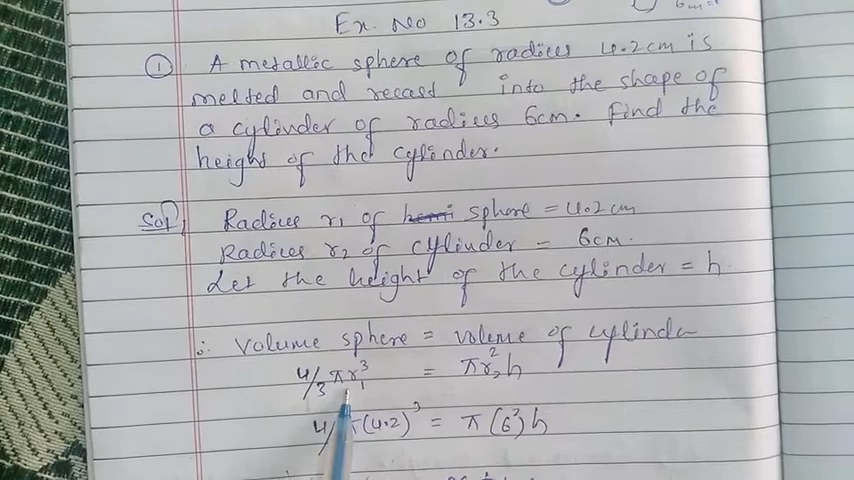 Ex. No 13.3
① A metallic sphere of radius 4.2cm is
melted and recast into the shape of
a cylinder of radius 6cm. Find the
height of the cylinder.
Sol, Radius r₁ of hemi sphere = 4.2cm
Radius r₂ of cylinder = 6cm.
Let the height of the cylinder = h
∴ Volume sphere = volume of cylinder
4/3 πr₁³ = πr₂²h
4/ π(4.2)³ = π(6²)h